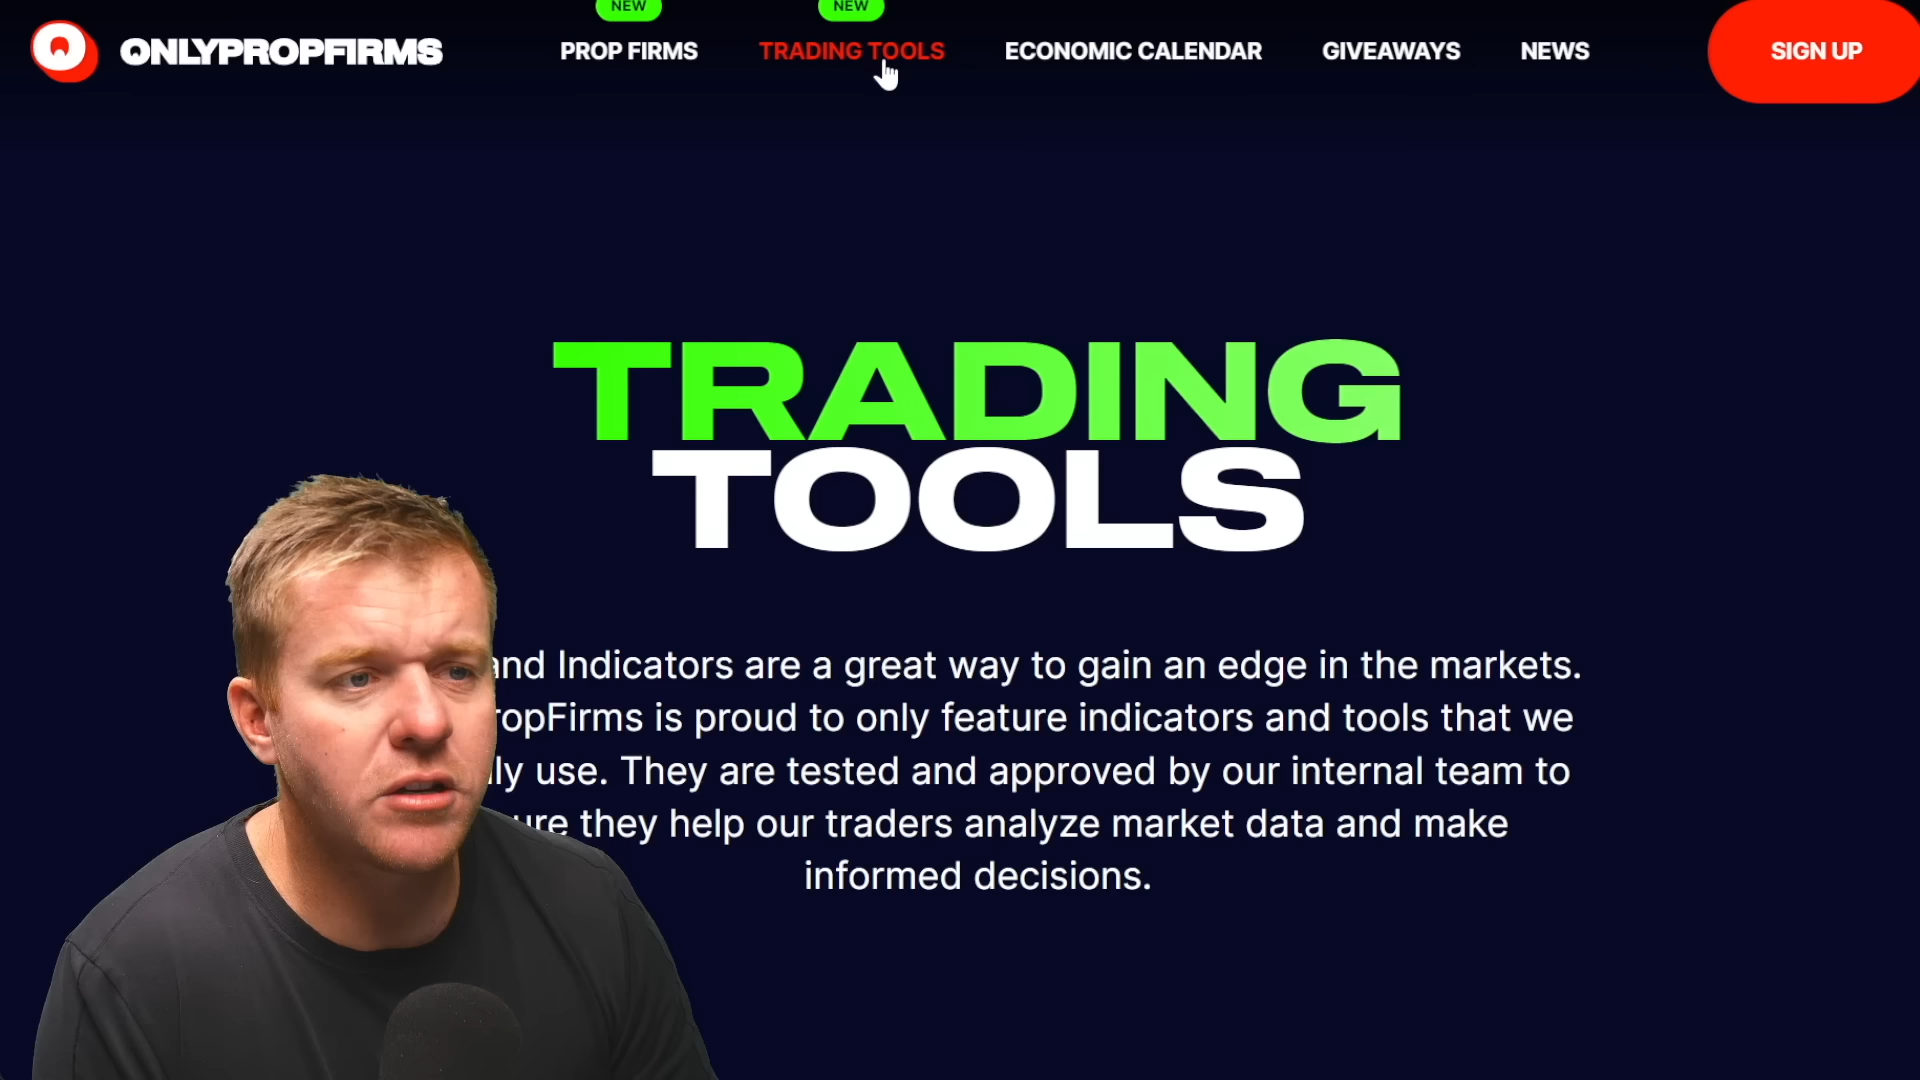 NEW NEW
ONLYPROPFIRMS PROP FIRMS TRADING TOOLS ECONOMIC CALENDAR GIVEAWAYS NEWS SIGN UP
TRADING
TOOLS
and Indicators are a great way to gain an edge in the markets.
ropFirms is proud to only feature indicators and tools that we
lly use. They are tested and approved by our internal team to
ure they help our traders analyze market data and make
informed decisions.